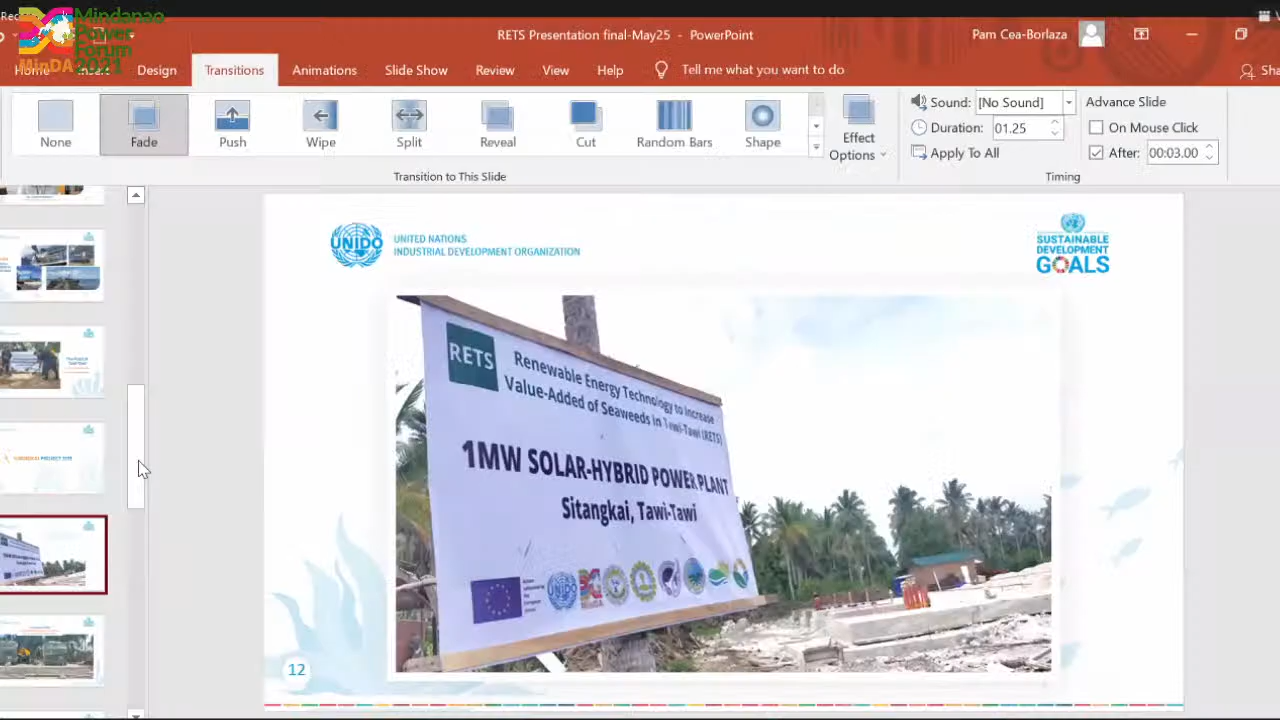 Mindanao
Power
Forum
2021
MinDA
RETS Presentation final-May25 - PowerPoint
Pam Cea-Borlaza
Home
Insert
Design
Transitions
Animations
Slide Show
Review
View
Help
Tell me what you want to do
Sha
None
Fade
Push
Wipe
Split
Reveal
Cut
Random Bars
Shape
Effect
Options
Sound: [No Sound]
Duration: 01.25
Apply To All
Advance Slide
On Mouse Click
After: 00:03.00
Transition to This Slide
Timing
UNIDO
UNITED NATIONS
INDUSTRIAL DEVELOPMENT ORGANIZATION
SUSTAINABLE
DEVELOPMENT
GOALS
RETS
Renewable Energy Technology to Increase
Value-Added of Seaweeds in Tawi-Tawi (RETS)
1MW SOLAR-HYBRID POWER PLANT
Sitangkai, Tawi-Tawi
12